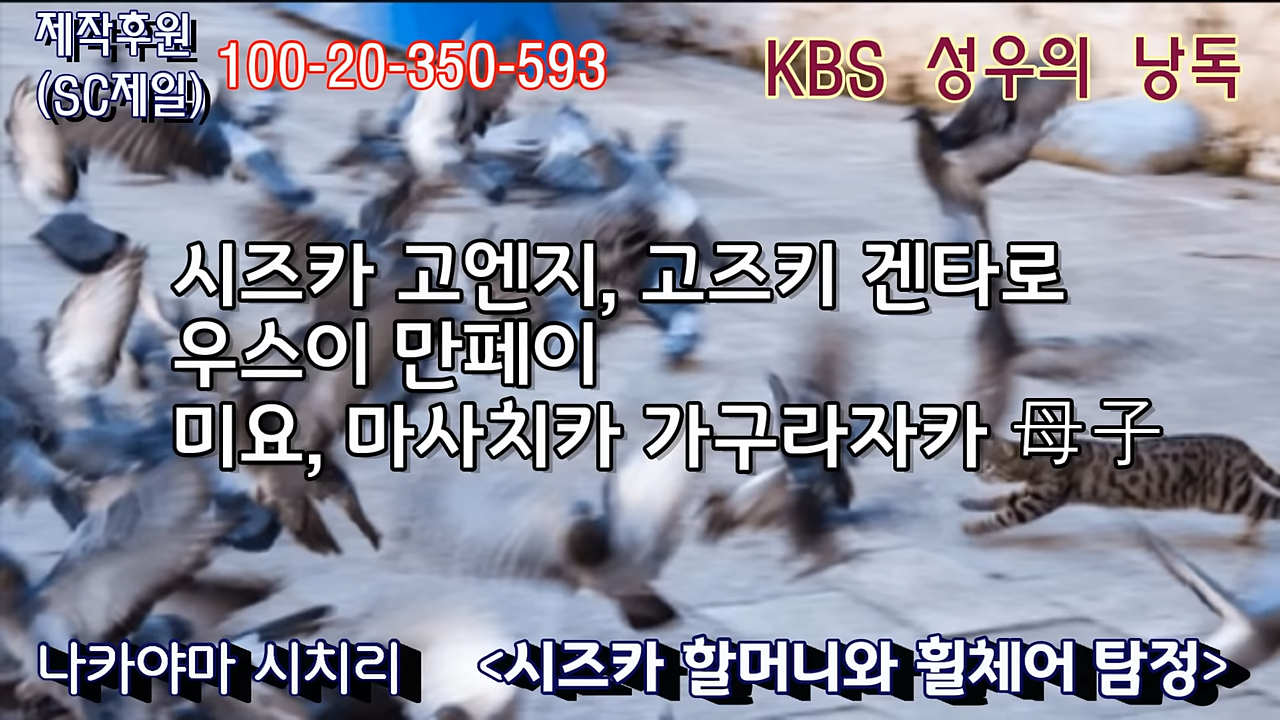 제작후원
(SC제일)
100-20-350-593
KBS 성우의 낭독
시즈카 고엔지, 고즈키 겐타로
우스이 만페이
미요, 마사치카 가구라자카 母子
나카야마 시치리 <시즈카 할머니와 휠체어 탐정>